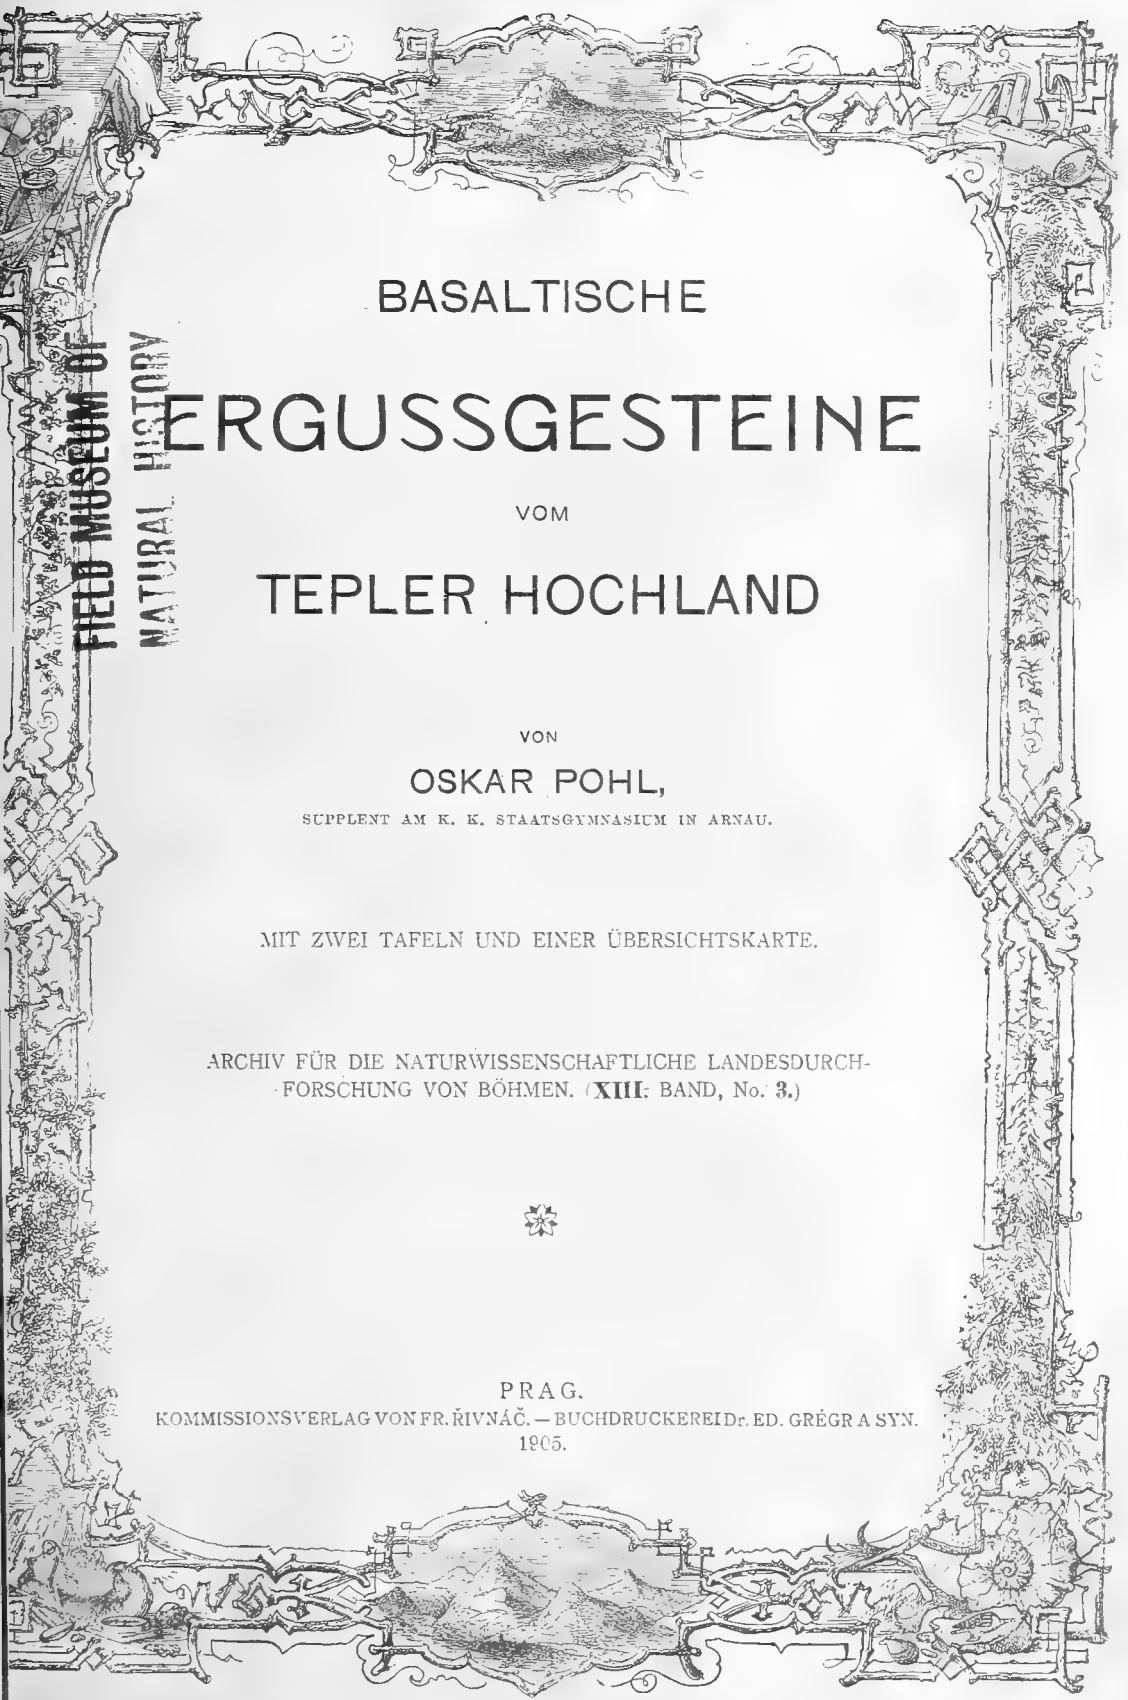 BASALTISCHE
ERGUSSGESTEINE
VOM
TEPLER HOCHLAND
VON
OSKAR POHL,
SUPPLENT AM K. K. STAATSGYMNASIUM IN ARNAU.
MIT ZWEI TAFELN UND EINER ÜBERSICHTSKARTE.
ARCHIV FÜR DIE NATURWISSENSCHAFTLICHE LANDESDURCH-
FORSCHUNG VON BÖHMEN. (XIII. BAND, No. 3.)
PRAG.
KOMMISSIONSVERLAG VON FR. ŘIVNÁČ. — BUCHDRUCKEREI Dr. ED. GRÉGR A SYN.
1905.
FIELD MUSEUM OF
NATURAL HISTORY